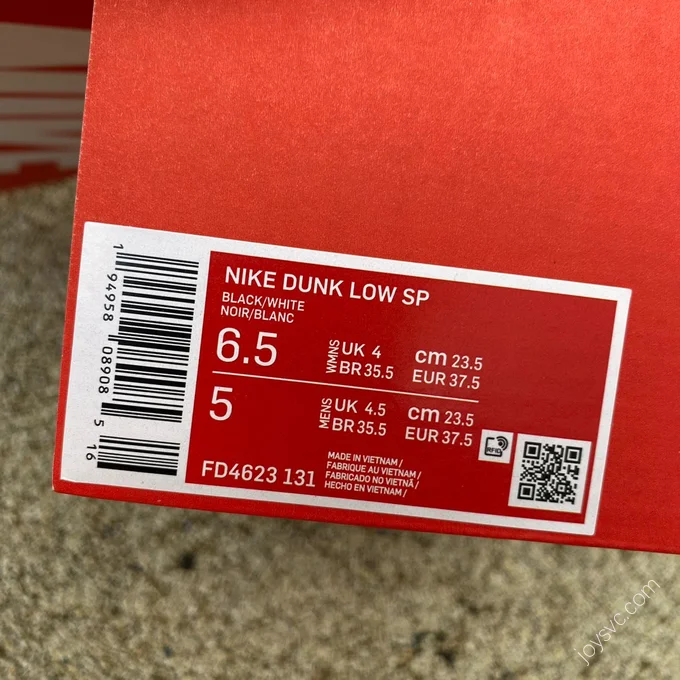 NIKE DUNK LOW SP
BLACK/WHITE
NOIR/BLANC
6.5 WMNS UK 4 cm 23.5
BR 35.5 EUR 37.5
5 MENS UK 4.5 cm 23.5
BR 35.5 EUR 37.5
FD4623 131
MADE IN VIETNAM /
FABRIQUE AU VIETNAM /
FABRICADO NO VIETNÃ /
HECHO EN VIETNAM /
RFID
1 94958 08908 5 16
joysvc.com